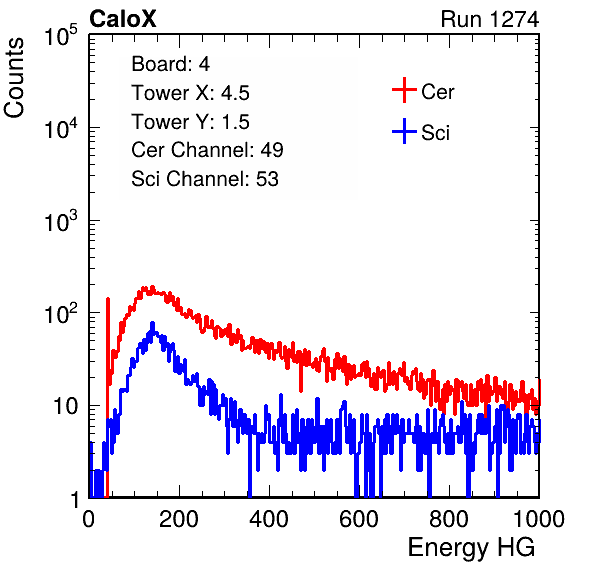 CaloX Run 1274
Counts
10^5
10^4
10^3
10^2
10
1
Board: 4
Tower X: 4.5
Tower Y: 1.5
Cer Channel: 49
Sci Channel: 53
Cer
Sci
0 200 400 600 800 1000
Energy HG